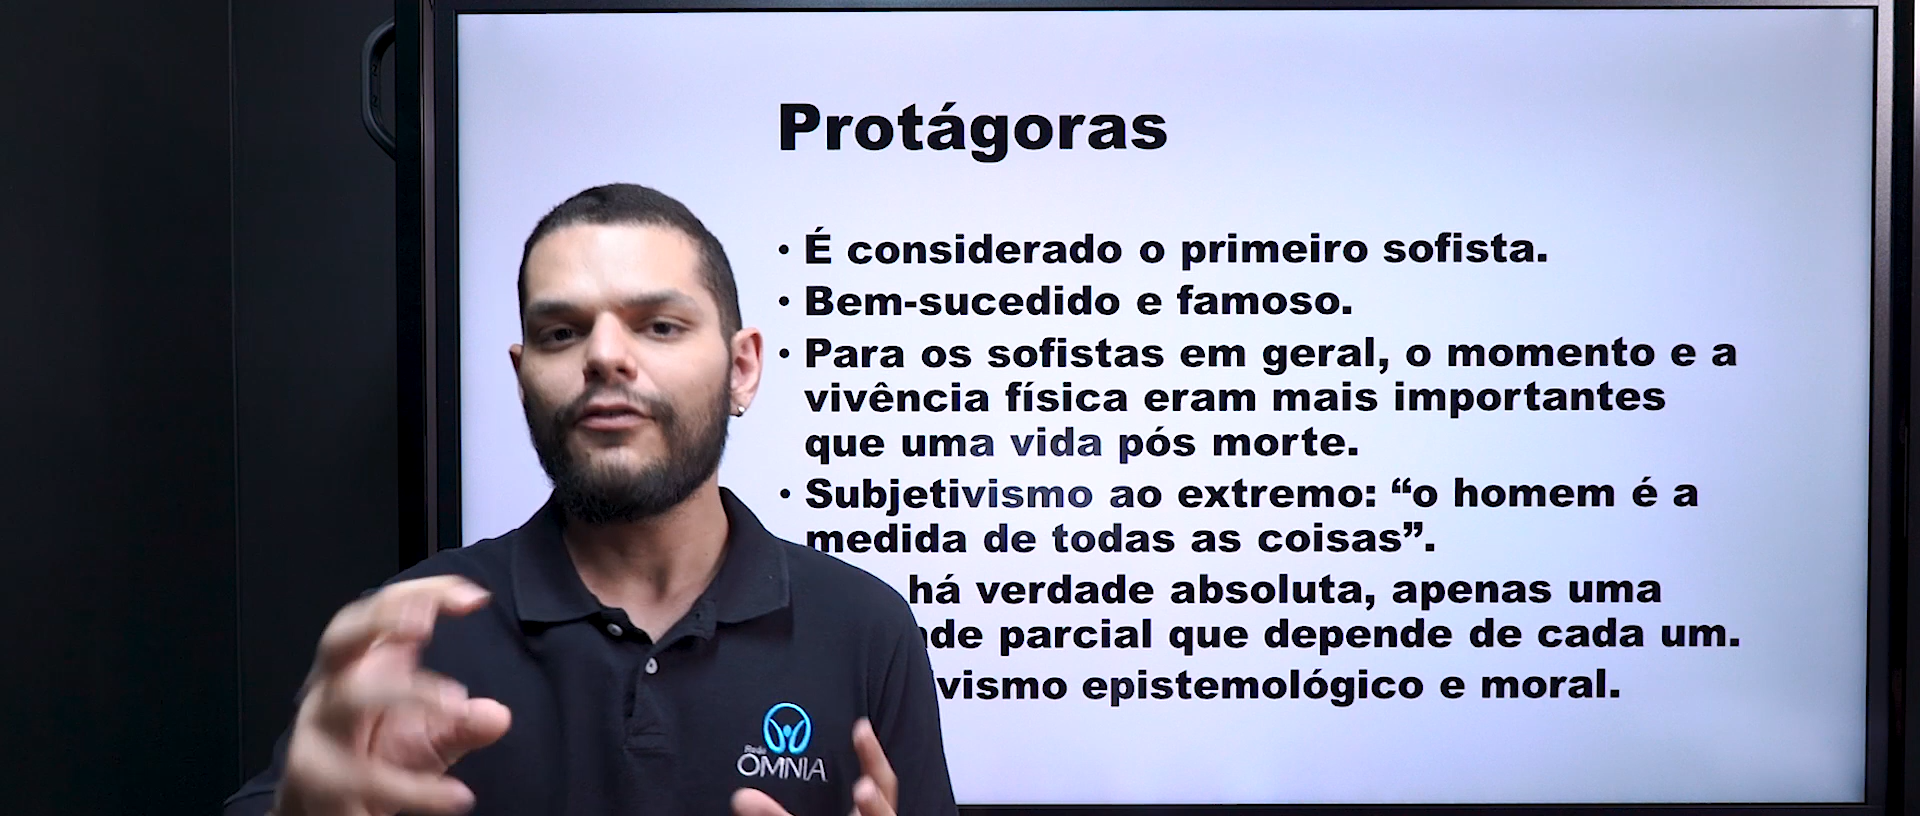 Protágoras
• É considerado o primeiro sofista.
• Bem-sucedido e famoso.
• Para os sofistas em geral, o momento e a
vivência física eram mais importantes
que uma vida pós morte.
• Subjetivismo ao extremo: “o homem é a
medida de todas as coisas”.
há verdade absoluta, apenas uma
parcial que depende de cada um.
epistemológico e moral.
Rede
OMNIA